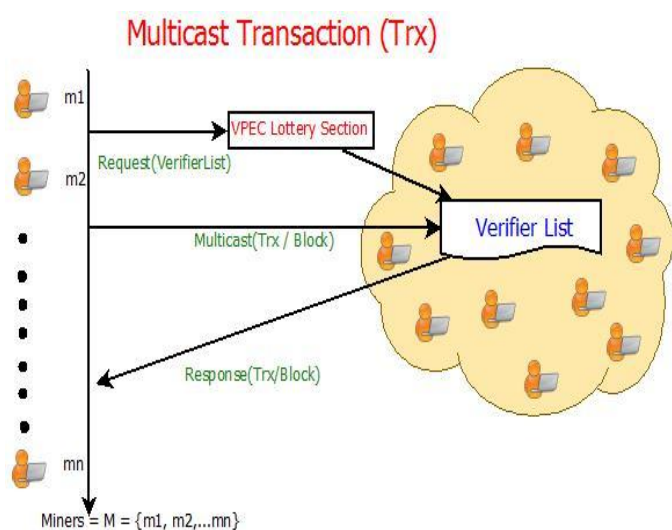 Multicast Transaction (Trx)
m1
VPEC Lottery Section
Request(VerifierList)
m2
Verifier List
Multicast(Trx / Block)
Response(Trx/Block)
mn
Miners = M = {m1, m2,...mn}